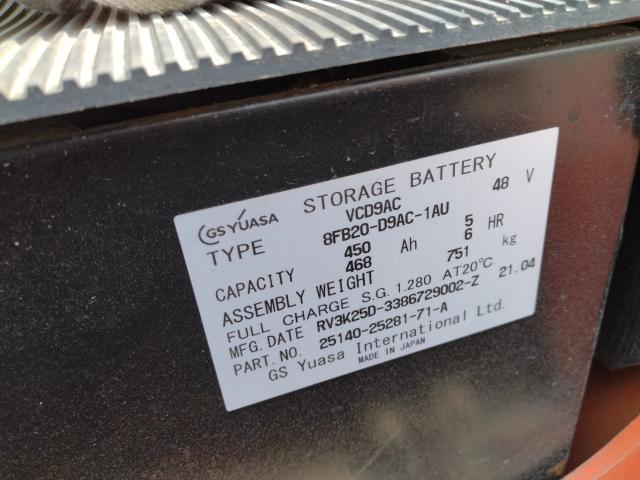 GS YUASA STORAGE BATTERY
TYPE VCD9AC 48 V
8FB20-D9AC-1AU
CAPACITY 450 Ah 5 HR
468 6
ASSEMBLY WEIGHT 751 kg
FULL CHARGE S.G. 1.280 AT20°C
MFG. DATE RV3K25D-3386729002-Z 21.04
PART. NO. 25140-25281-71-A
GS Yuasa International Ltd.
MADE IN JAPAN